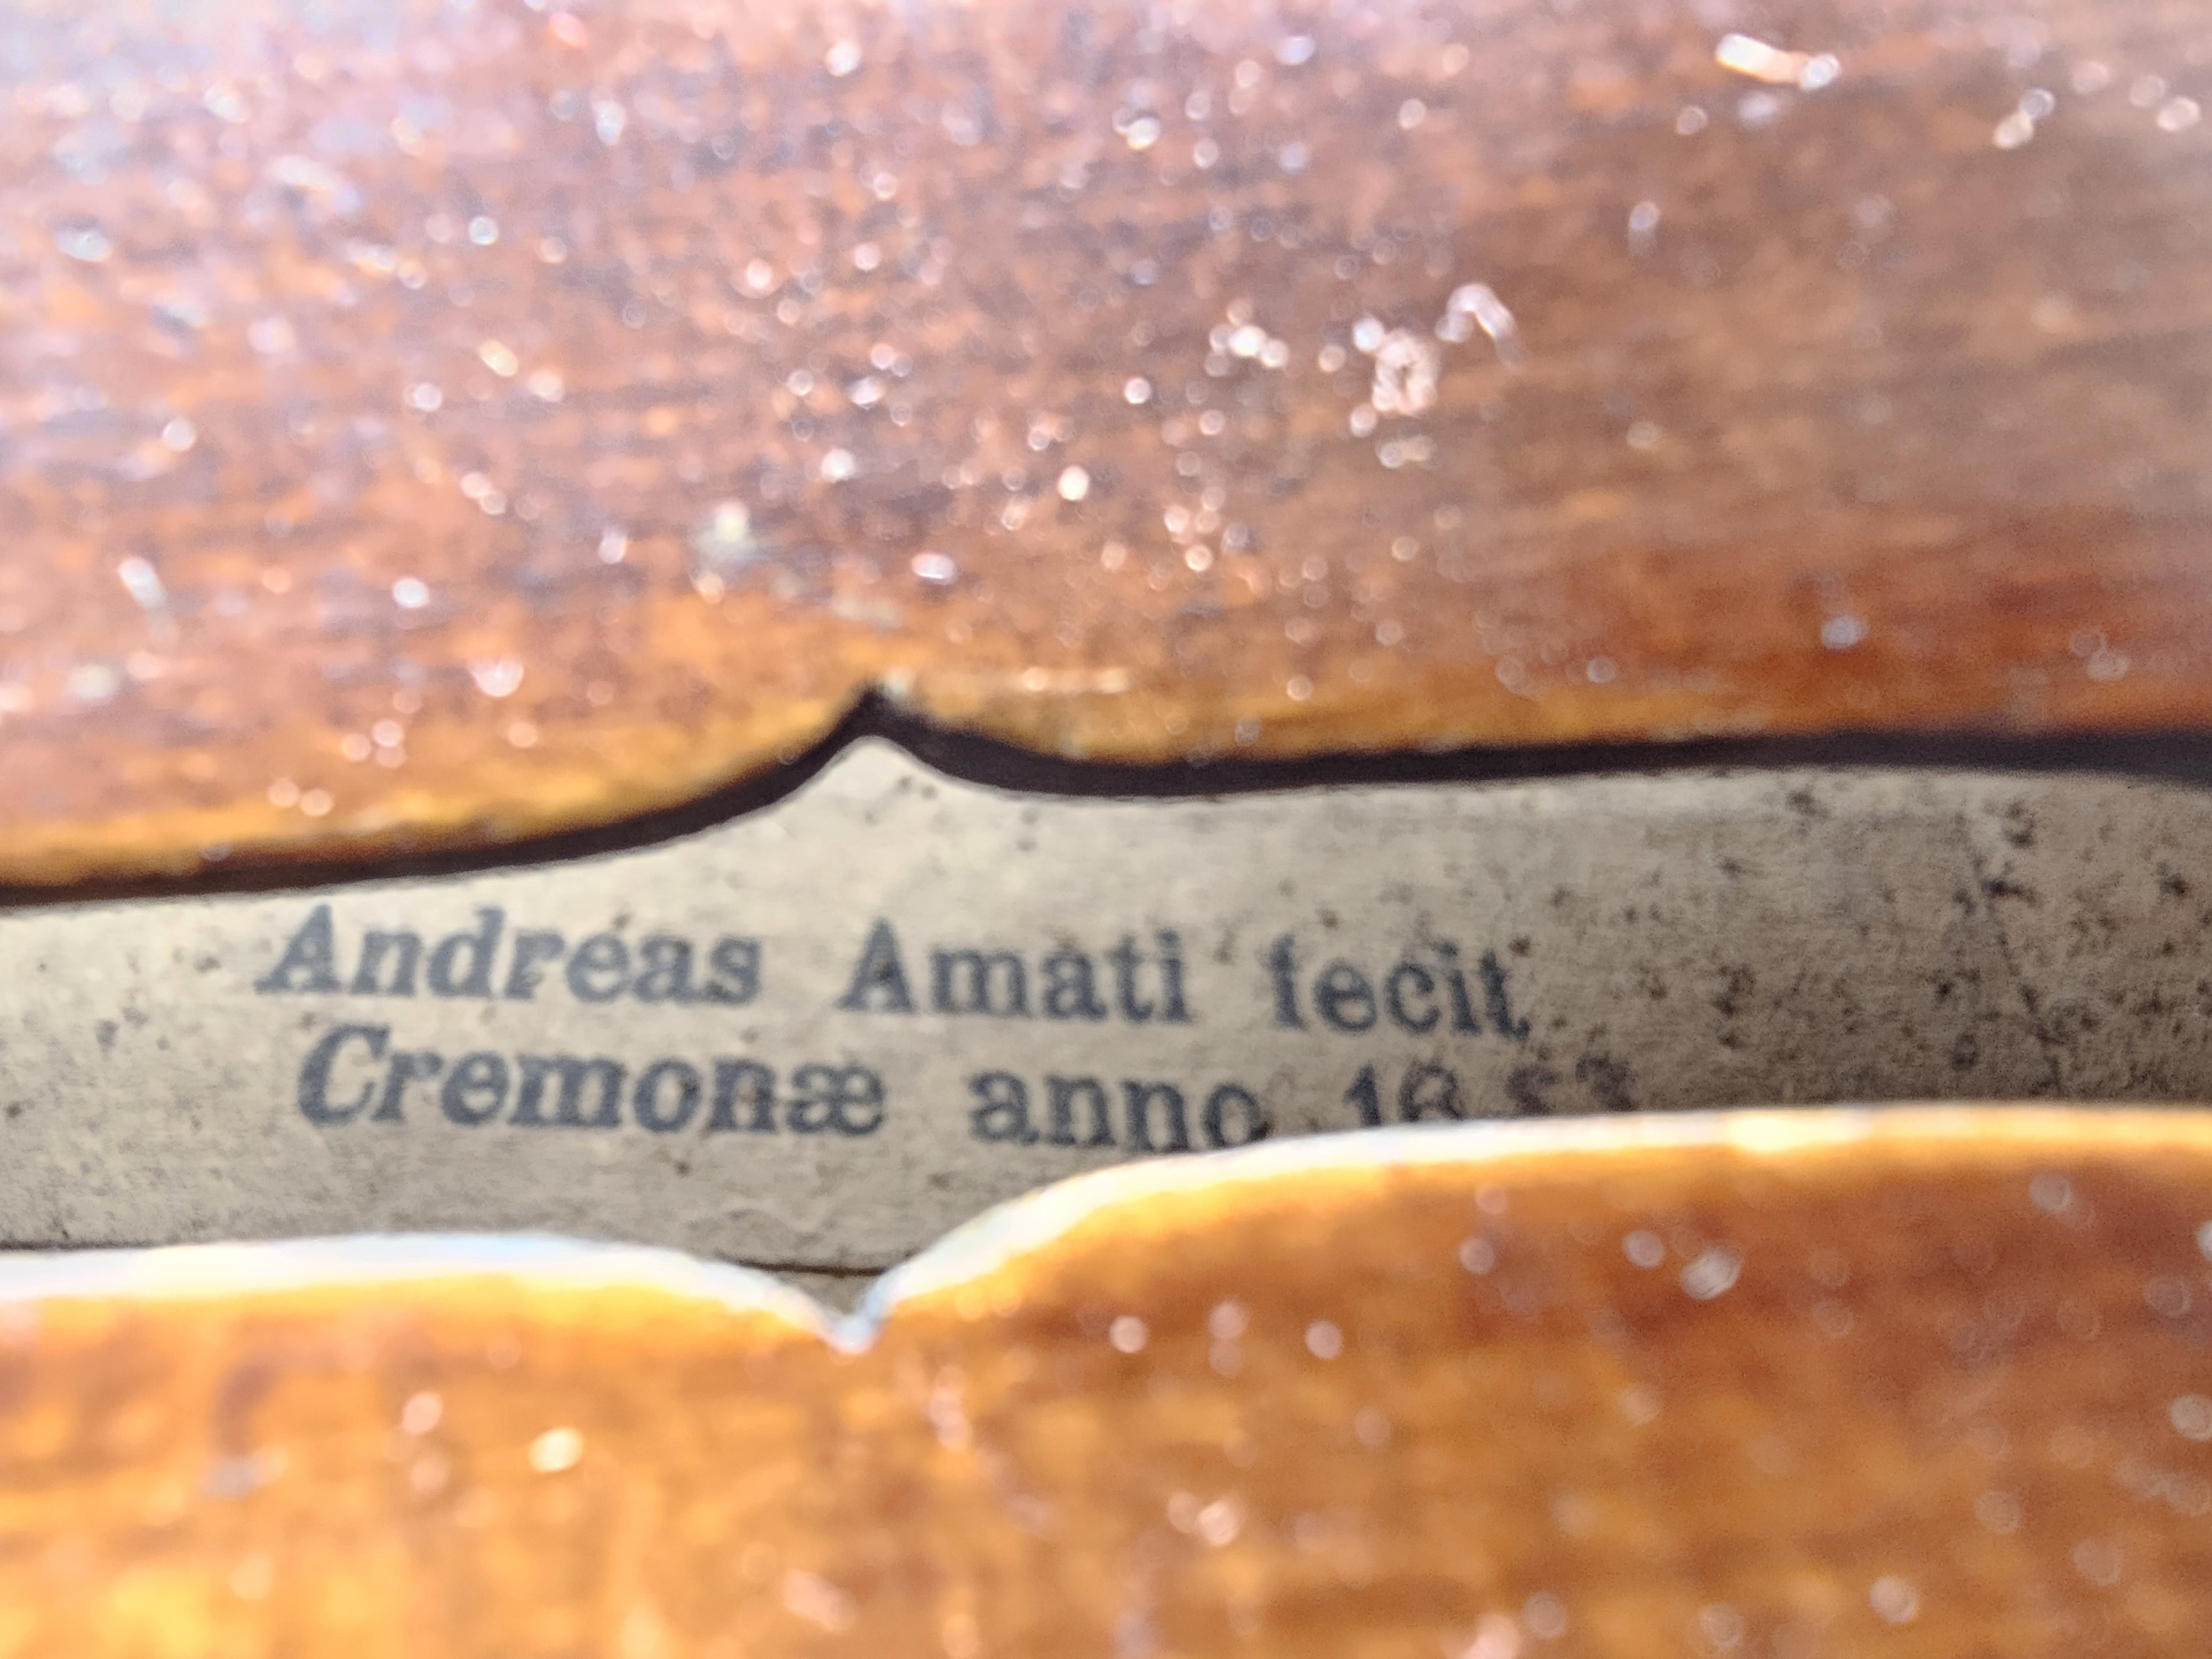 Andreas Amati fecit
Cremonæ anno